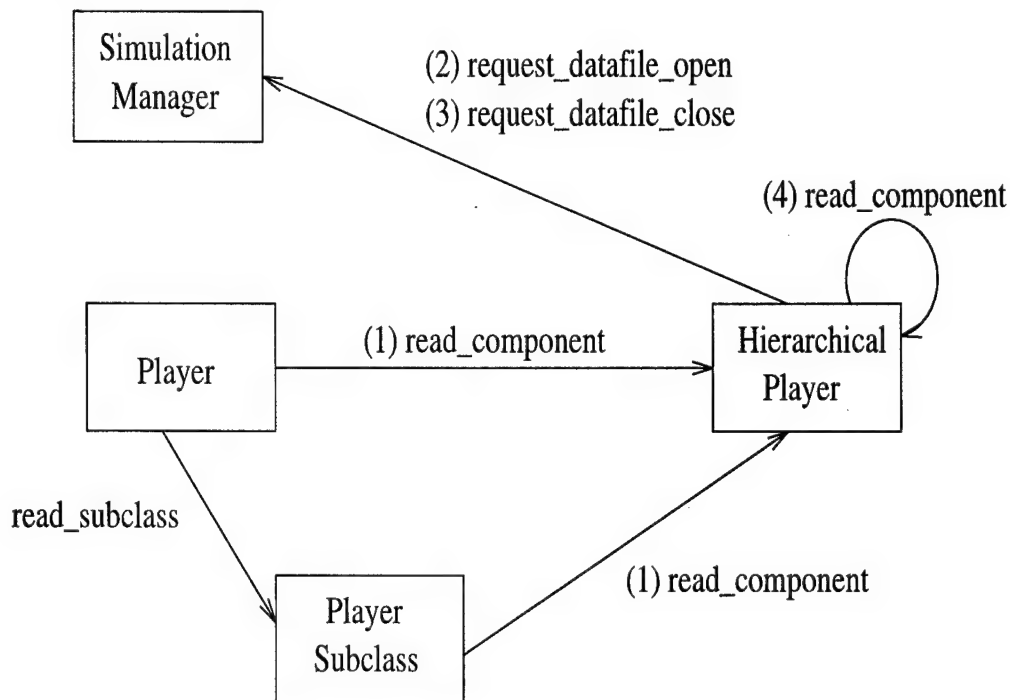 Simulation
Manager
(2) request_datafile_open
(3) request_datafile_close
(4) read_component
(1) read_component
Hierarchical
Player
Player
read_subclass
(1) read_component
Player
Subclass